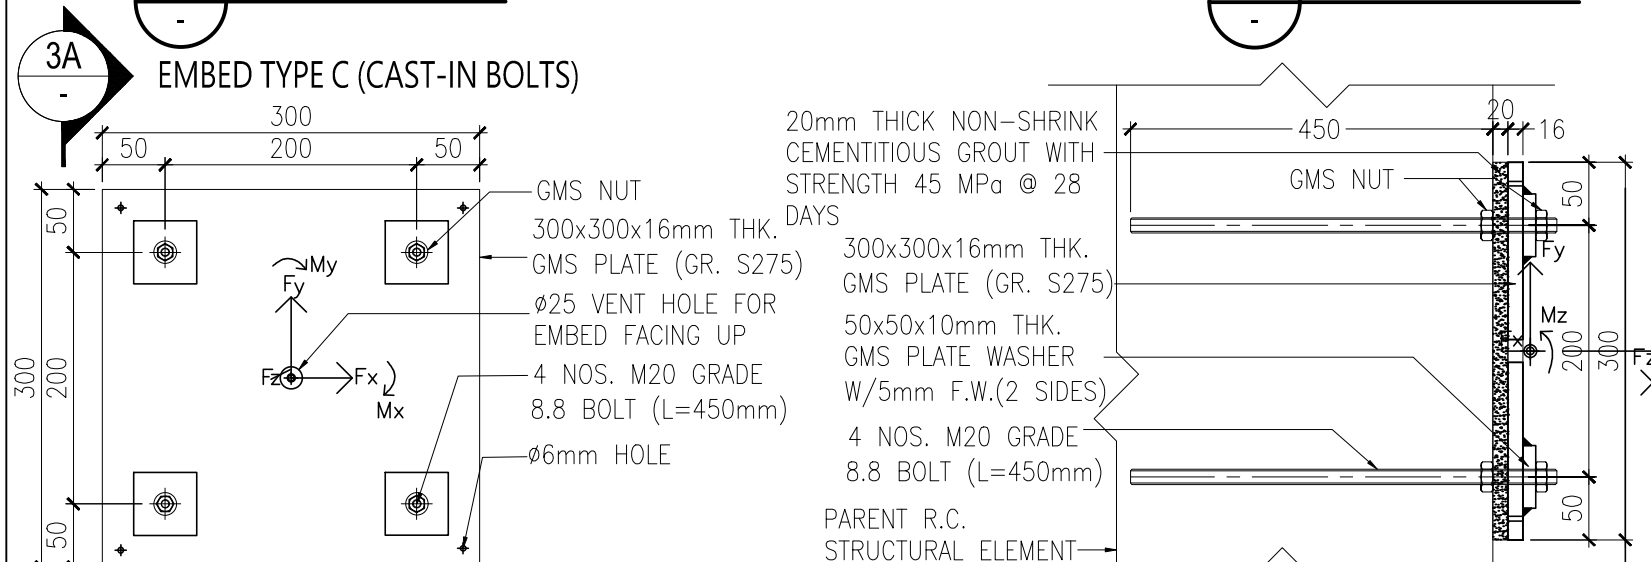 -
-
3A
-
EMBED TYPE C (CAST-IN BOLTS)
300
50
200
50
50
200
300
50
GMS NUT
300x300x16mm THK.
GMS PLATE (GR. S275)
ø25 VENT HOLE FOR
EMBED FACING UP
4 NOS. M20 GRADE
8.8 BOLT (L=450mm)
ø6mm HOLE
My
Fy
Fz
Fx
Mx
20mm THICK NON-SHRINK
CEMENTITIOUS GROUT WITH
STRENGTH 45 MPa @ 28
DAYS
300x300x16mm THK.
GMS PLATE (GR. S275)
50x50x10mm THK.
GMS PLATE WASHER
W/5mm F.W.(2 SIDES)
4 NOS. M20 GRADE
8.8 BOLT (L=450mm)
PARENT R.C.
STRUCTURAL ELEMENT
450
20
16
GMS NUT
50
Fy
Mz
x
200
300
Fz
50